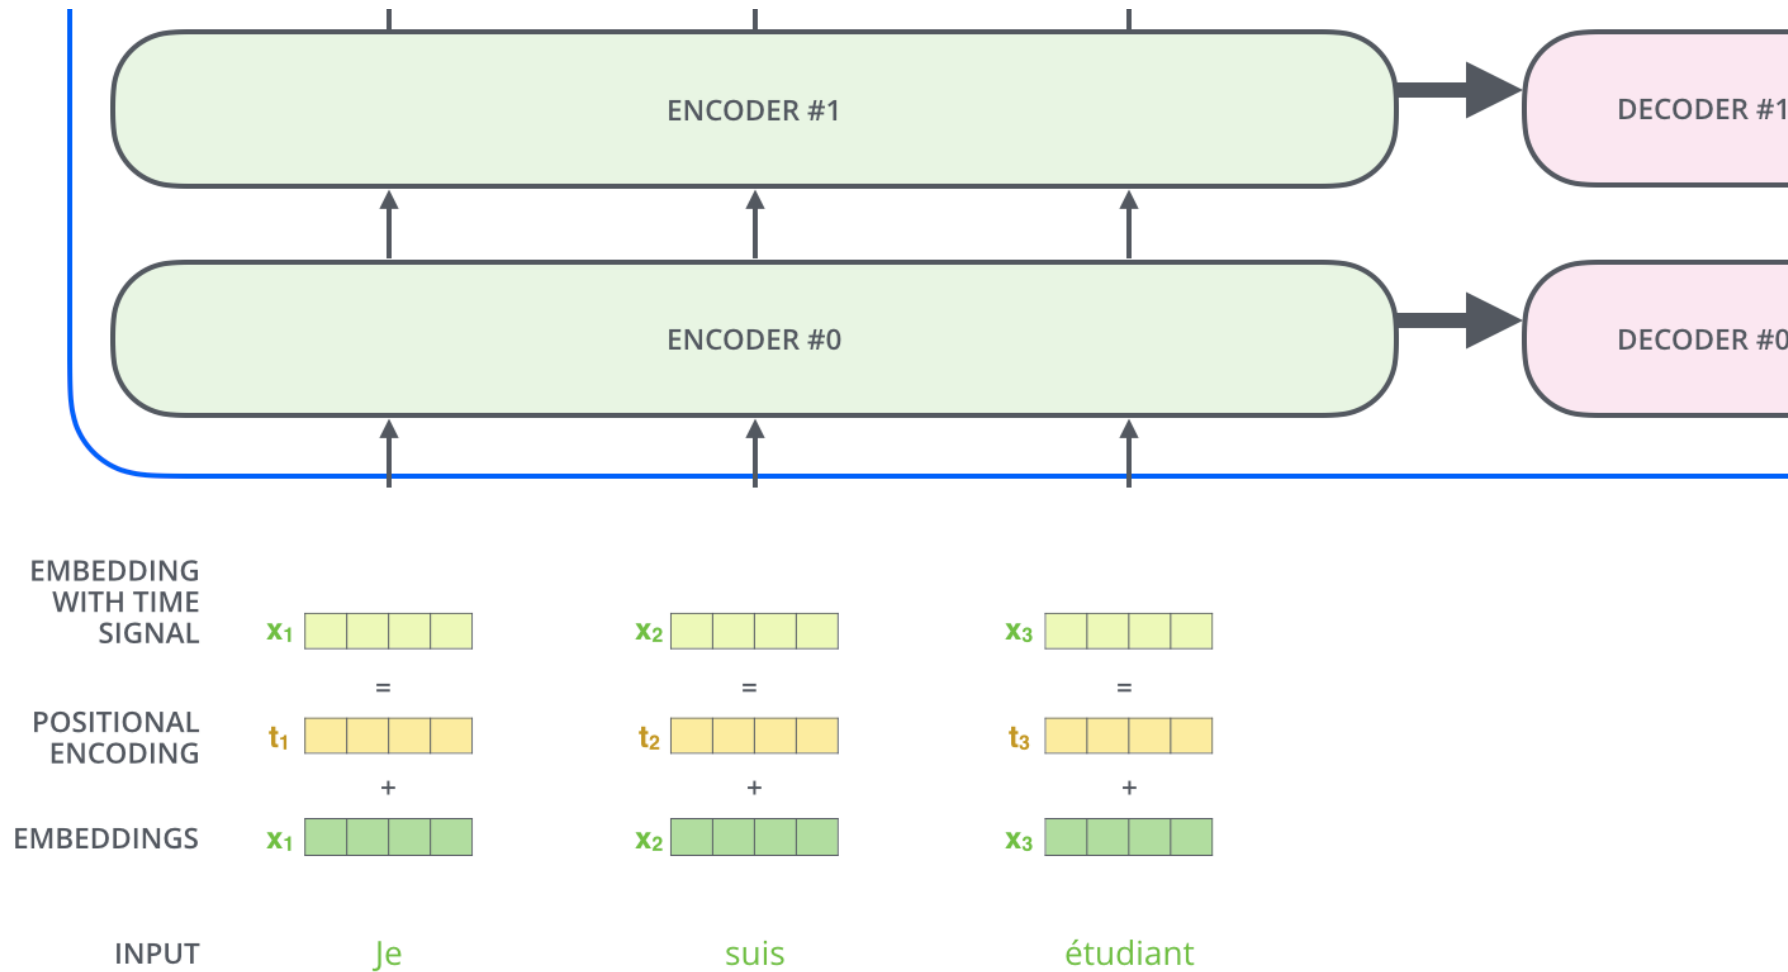 ENCODER #1
DECODER #1
ENCODER #0
DECODER #0
EMBEDDING
WITH TIME
SIGNAL
x₁
x₂
x₃
=
=
=
POSITIONAL
ENCODING
t₁
t₂
t₃
+
+
+
EMBEDDINGS
x₁
x₂
x₃
INPUT
Je
suis
étudiant